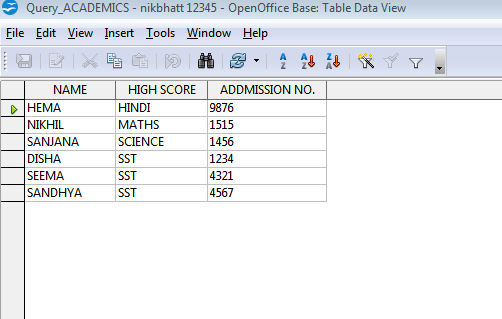 Query_ACADEMICS - nikbhatt 12345 - OpenOffice Base: Table Data View
File Edit View Insert Tools Window Help
NAME HIGH SCORE ADDMISSION NO.
HEMA HINDI 9876
NIKHIL MATHS 1515
SANJANA SCIENCE 1456
DISHA SST 1234
SEEMA SST 4321
SANDHYA SST 4567